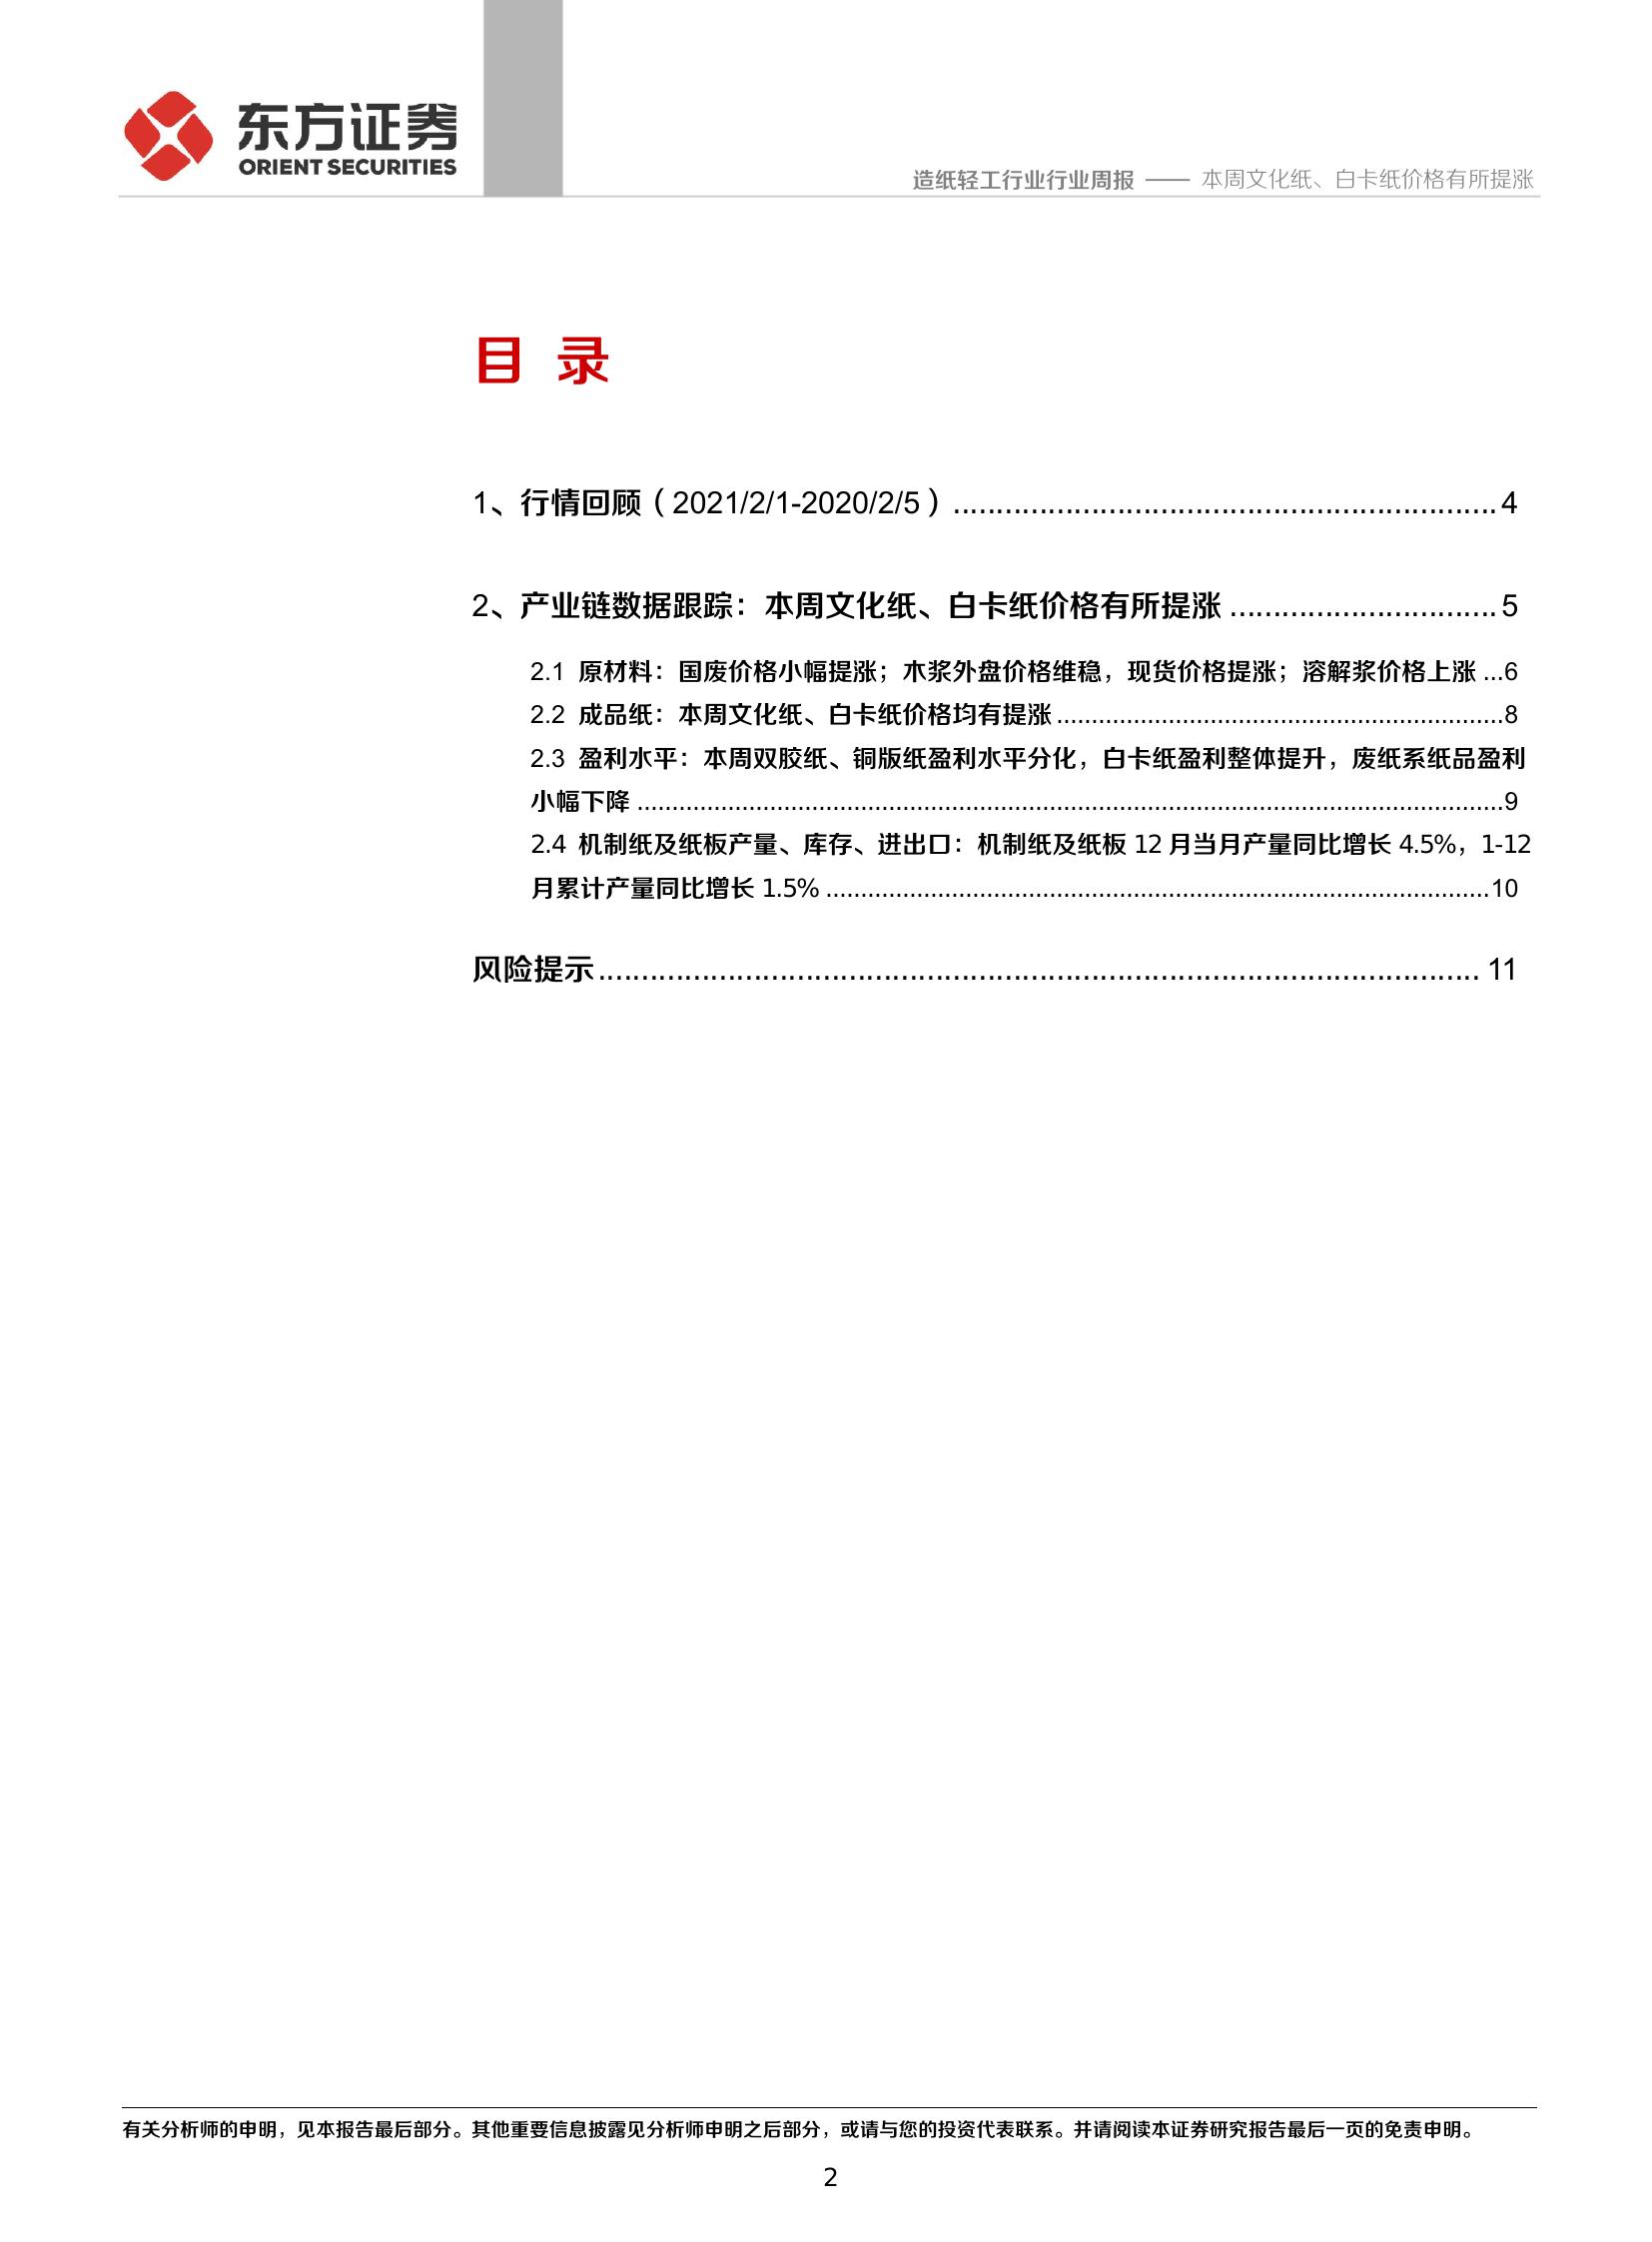 东方证券
ORIENT SECURITIES
造纸轻工行业行业周报 —— 本周文化纸、白卡纸价格有所提涨
目 录
1、行情回顾（2021/2/1-2020/2/5）...............................................................4
2、产业链数据跟踪：本周文化纸、白卡纸价格有所提涨...............................5
2.1 原材料：国废价格小幅提涨；木浆外盘价格维稳，现货价格提涨；溶解浆价格上涨...6
2.2 成品纸：本周文化纸、白卡纸价格均有提涨................................................................8
2.3 盈利水平：本周双胶纸、铜版纸盈利水平分化，白卡纸盈利整体提升，废纸系纸品盈利
小幅下降............................................................................................................................9
2.4 机制纸及纸板产量、库存、进出口：机制纸及纸板 12 月当月产量同比增长 4.5%，1-12
月累计产量同比增长 1.5%...............................................................................................10
风险提示...................................................................................................... 11
有关分析师的申明，见本报告最后部分。其他重要信息披露见分析师申明之后部分，或请与您的投资代表联系。并请阅读本证券研究报告最后一页的免责申明。
2